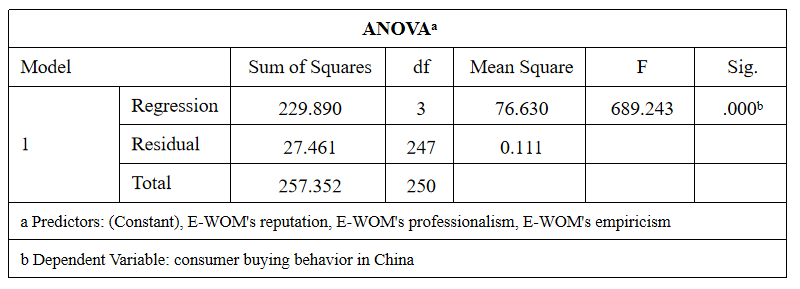 ANOVAᵃ
Model Sum of Squares df Mean Square F Sig.
1 Regression 229.890 3 76.630 689.243 .000ᵇ
Residual 27.461 247 0.111
Total 257.352 250
a Predictors: (Constant), E-WOM's reputation, E-WOM's professionalism, E-WOM's empiricism
b Dependent Variable: consumer buying behavior in China